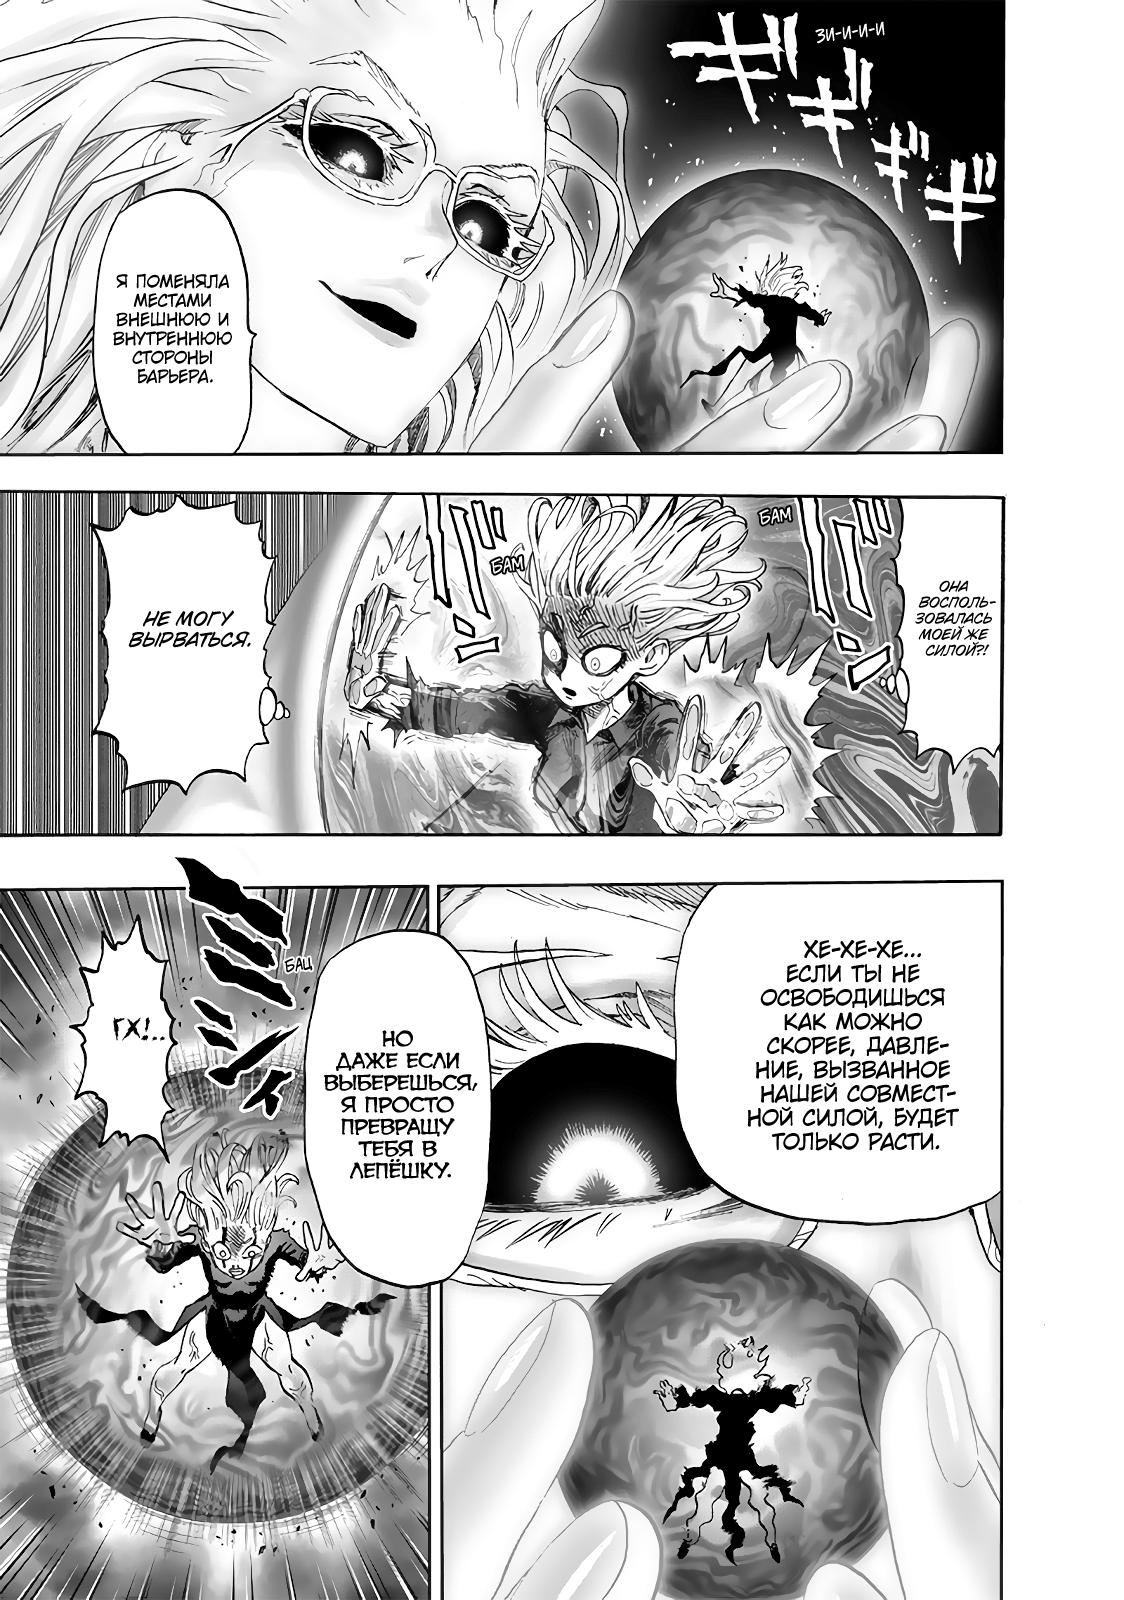 ЗИ-И-И-И
ギギギギ
Я ПОМЕНЯЛА
МЕСТАМИ
ВНЕШНЮЮ И
ВНУТРЕННЮЮ
СТОРОНЫ
БАРЬЕРА.
ОНА
ВОСПОЛЬ-
ЗОВАЛАСЬ
МОЕЙ ЖЕ
СИЛОЙ?!
БАМ
БАМ
НЕ МОГУ
ВЫРВАТЬСЯ.
ХЕ-ХЕ-ХЕ...
ЕСЛИ ТЫ НЕ
ОСВОБОДИШЬСЯ
КАК МОЖНО
СКОРЕЕ, ДАВЛЕ-
НИЕ, ВЫЗВАННОЕ
НАШЕЙ СОВМЕСТ-
НОЙ СИЛОЙ, БУДЕТ
ТОЛЬКО РАСТИ.
НО
ДАЖЕ ЕСЛИ
ВЫБЕРЕШЬСЯ,
Я ПРОСТО
ПРЕВРАЩУ
ТЕБЯ В
ЛЕПЁШКУ.
БАЦ
ГХ!...